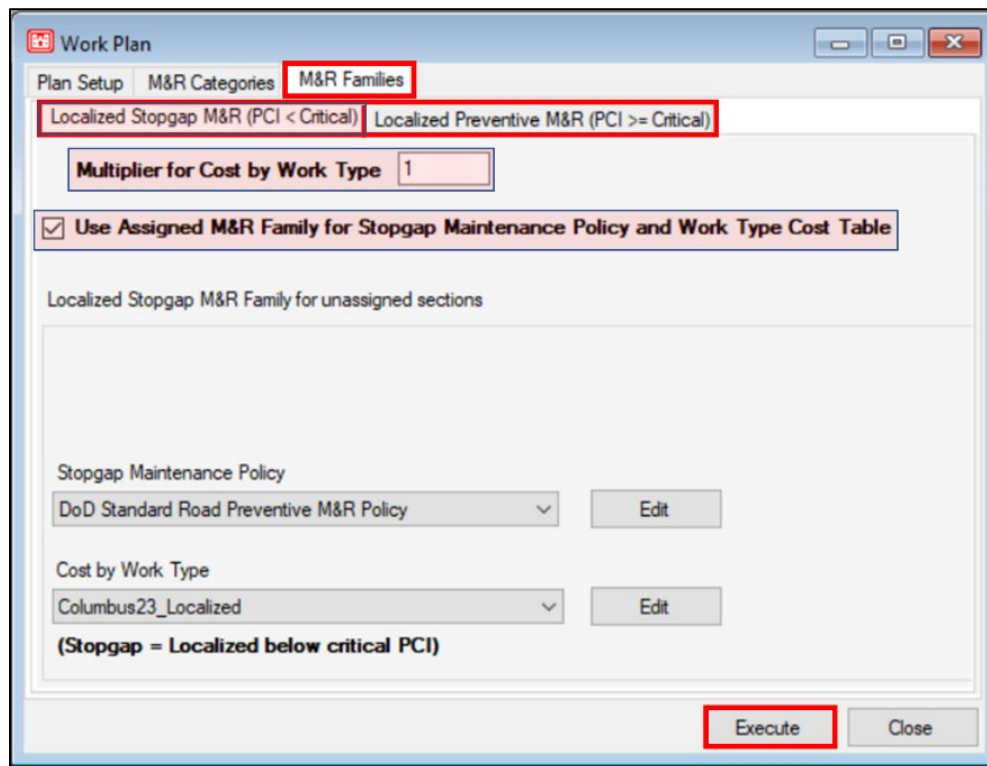 Work Plan
Plan Setup M&R Categories M&R Families
Localized Stopgap M&R (PCI < Critical) Localized Preventive M&R (PCI >= Critical)
Multiplier for Cost by Work Type 1
Use Assigned M&R Family for Stopgap Maintenance Policy and Work Type Cost Table
Localized Stopgap M&R Family for unassigned sections
Stopgap Maintenance Policy
DoD Standard Road Preventive M&R Policy Edit
Cost by Work Type
Columbus23_Localized Edit
(Stopgap = Localized below critical PCI)
Execute Close